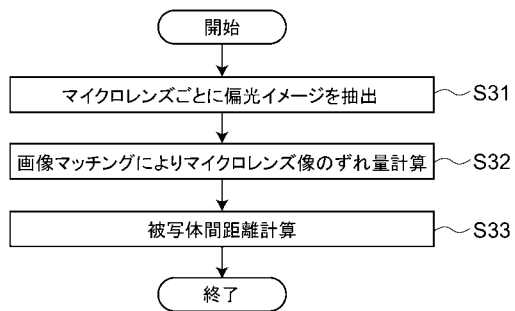 開始
マイクロレンズごとに偏光イメージを抽出 S31
画像マッチングによりマイクロレンズ像のずれ量計算 S32
被写体間距離計算 S33
終了